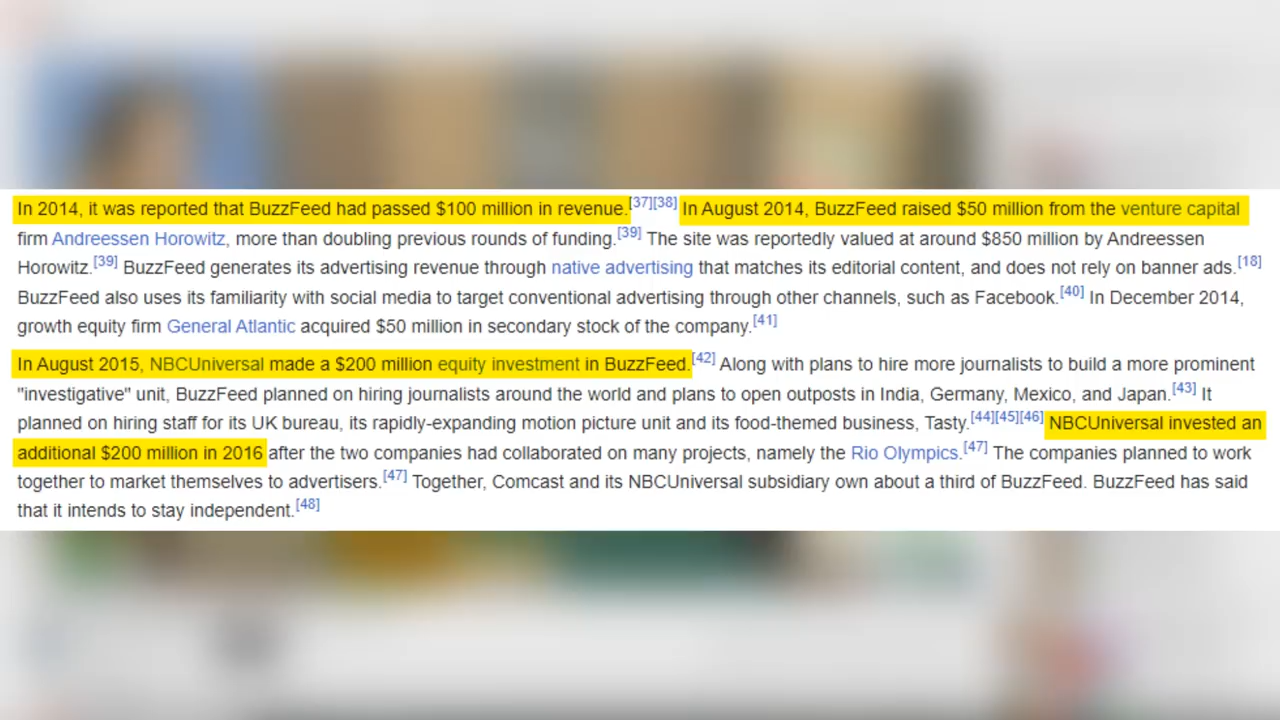 In 2014, it was reported that BuzzFeed had passed $100 million in revenue.[37][38] In August 2014, BuzzFeed raised $50 million from the venture capital
firm Andreessen Horowitz, more than doubling previous rounds of funding.[39] The site was reportedly valued at around $850 million by Andreessen
Horowitz.[39] BuzzFeed generates its advertising revenue through native advertising that matches its editorial content, and does not rely on banner ads.[18]
BuzzFeed also uses its familiarity with social media to target conventional advertising through other channels, such as Facebook.[40] In December 2014,
growth equity firm General Atlantic acquired $50 million in secondary stock of the company.[41]
In August 2015, NBCUniversal made a $200 million equity investment in BuzzFeed.[42] Along with plans to hire more journalists to build a more prominent
"investigative" unit, BuzzFeed planned on hiring journalists around the world and plans to open outposts in India, Germany, Mexico, and Japan.[43] It
planned on hiring staff for its UK bureau, its rapidly-expanding motion picture unit and its food-themed business, Tasty.[44][45][46] NBCUniversal invested an
additional $200 million in 2016 after the two companies had collaborated on many projects, namely the Rio Olympics.[47] The companies planned to work
together to market themselves to advertisers.[47] Together, Comcast and its NBCUniversal subsidiary own about a third of BuzzFeed. BuzzFeed has said
that it intends to stay independent.[48]